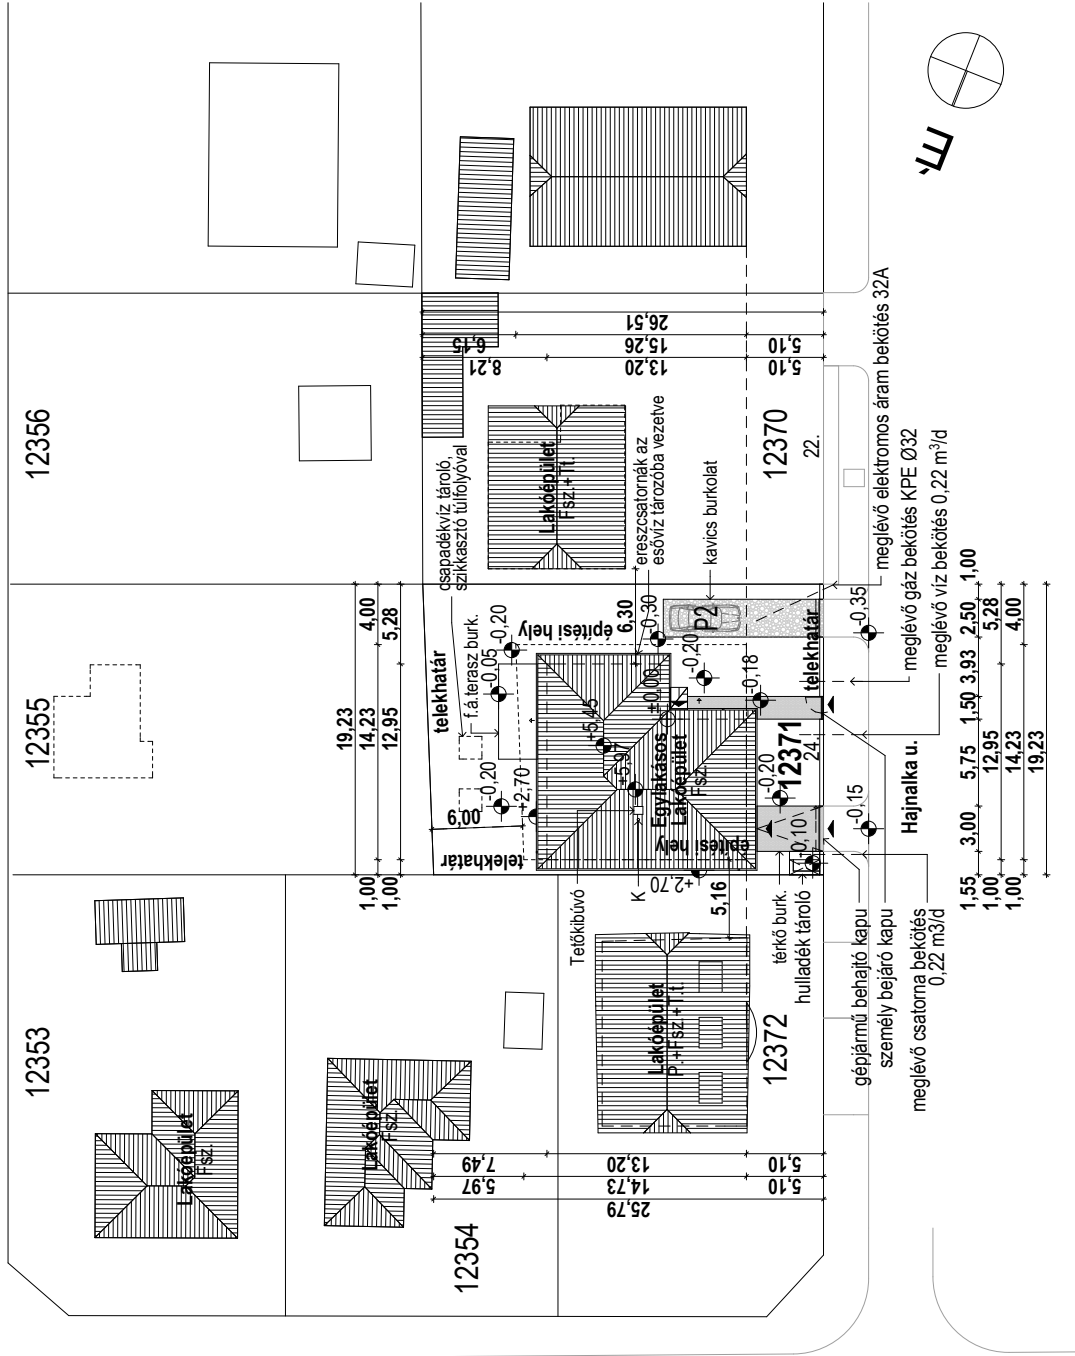 12356
12355
12353
12354
12370
22.
12371
24.
12372
É
26,51
6,15
15,26
5,10
8,21
13,20
5,10
Lakóépület
Fsz.+Tt.
csapadékvíz tároló,
szikkasztó túlfolyóval
ereszcsatornák az
esővíz tározóba vezetve
kavics burkolat
meglévő elektromos áram bekötés 32A
meglévő gáz bekötés KPE Ø32
meglévő víz bekötés 0,22 m³/d
19,23
14,23
4,00
12,95
5,28
1,00
1,00
telekhatár
f.á.terasz burk.
-0,05
-0,20
építési hely
6,30
-0,30
P2
-0,20
±0,00
-0,18
telekhatár
-0,35
+5,45
+5,97
Egylakásos
Lakóépület
Fsz.
-0,20
+2,70
6,00
telekhatár
építési hely
-0,20
-0,10
-0,15
Hajnalka u.
+2,70
5,16
K
Tetőkibúvó
térkő burk.
hulladék tároló
gépjármű behajtó kapu
személy bejáró kapu
meglévő csatorna bekötés
0,22 m3/d
1,55
3,00
5,75
1,50
3,93
2,50
1,00
1,00
12,95
5,28
1,00
14,23
4,00
19,23
Lakóépület
P.+Fsz.+T.t.
Lakóépület
Fsz.
Lakóépület
Fsz.
7,49
13,20
5,10
5,97
14,73
5,10
25,79